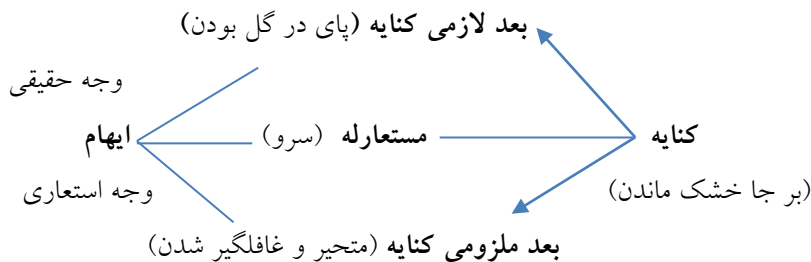 بعد لازمی کنایه (پای در گل بودن)
وجه حقیقی
کنایه مستعارله (سرو) ایهام
(بر جا خشک ماندن) وجه استعاری
بعد ملزومی کنایه (متحیر و غافلگیر شدن)